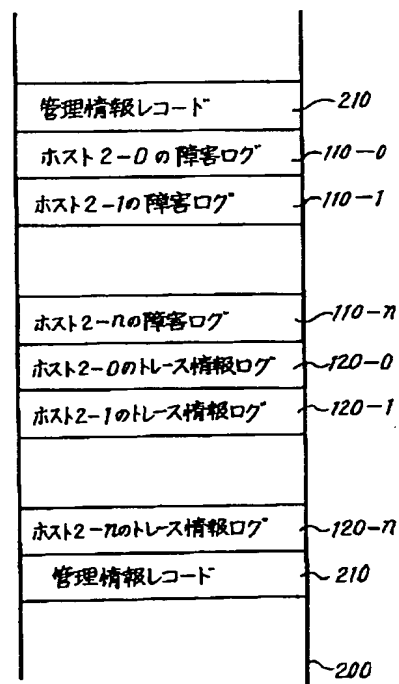 管理情報レコード 210
ホスト2-0の障害ログ 110-0
ホスト2-1の障害ログ 110-1
ホスト2-nの障害ログ 110-n
ホスト2-0のトレース情報ログ 120-0
ホスト2-1のトレース情報ログ 120-1
ホスト2-nのトレース情報ログ 120-n
管理情報レコード 210
200